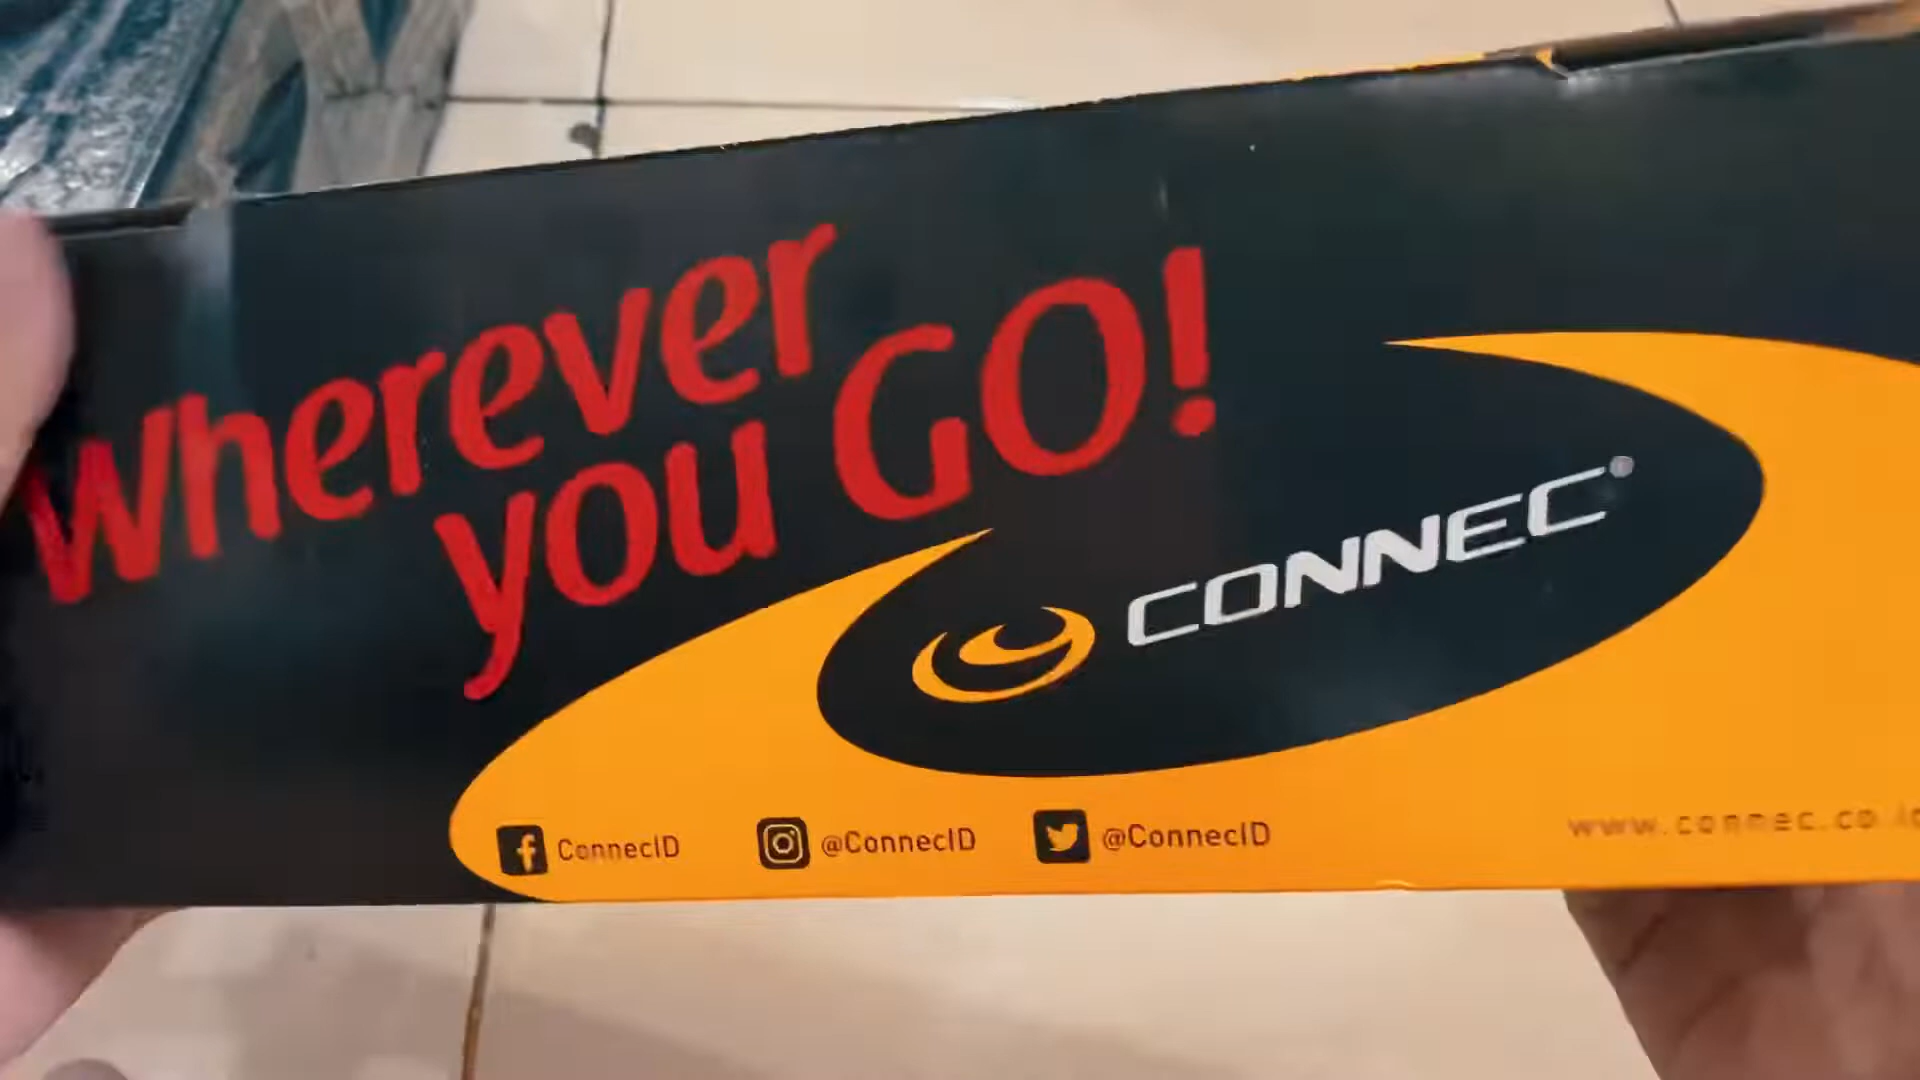 Wherever
you GO!
CONNEC®
ConnecID
@ConnecID
@ConnecID
www.connec.co.id